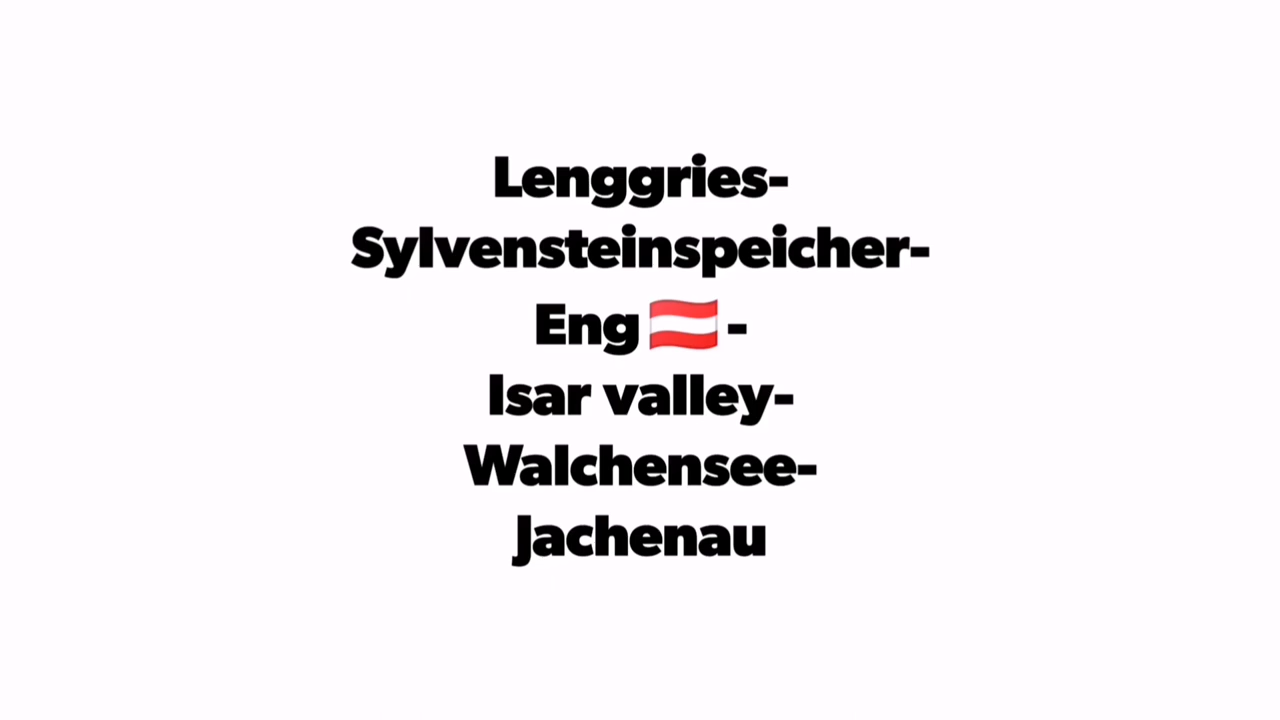 Lenggries-
Sylvensteinspeicher-
Eng 🇦🇹 -
Isar valley-
Walchensee-
Jachenau